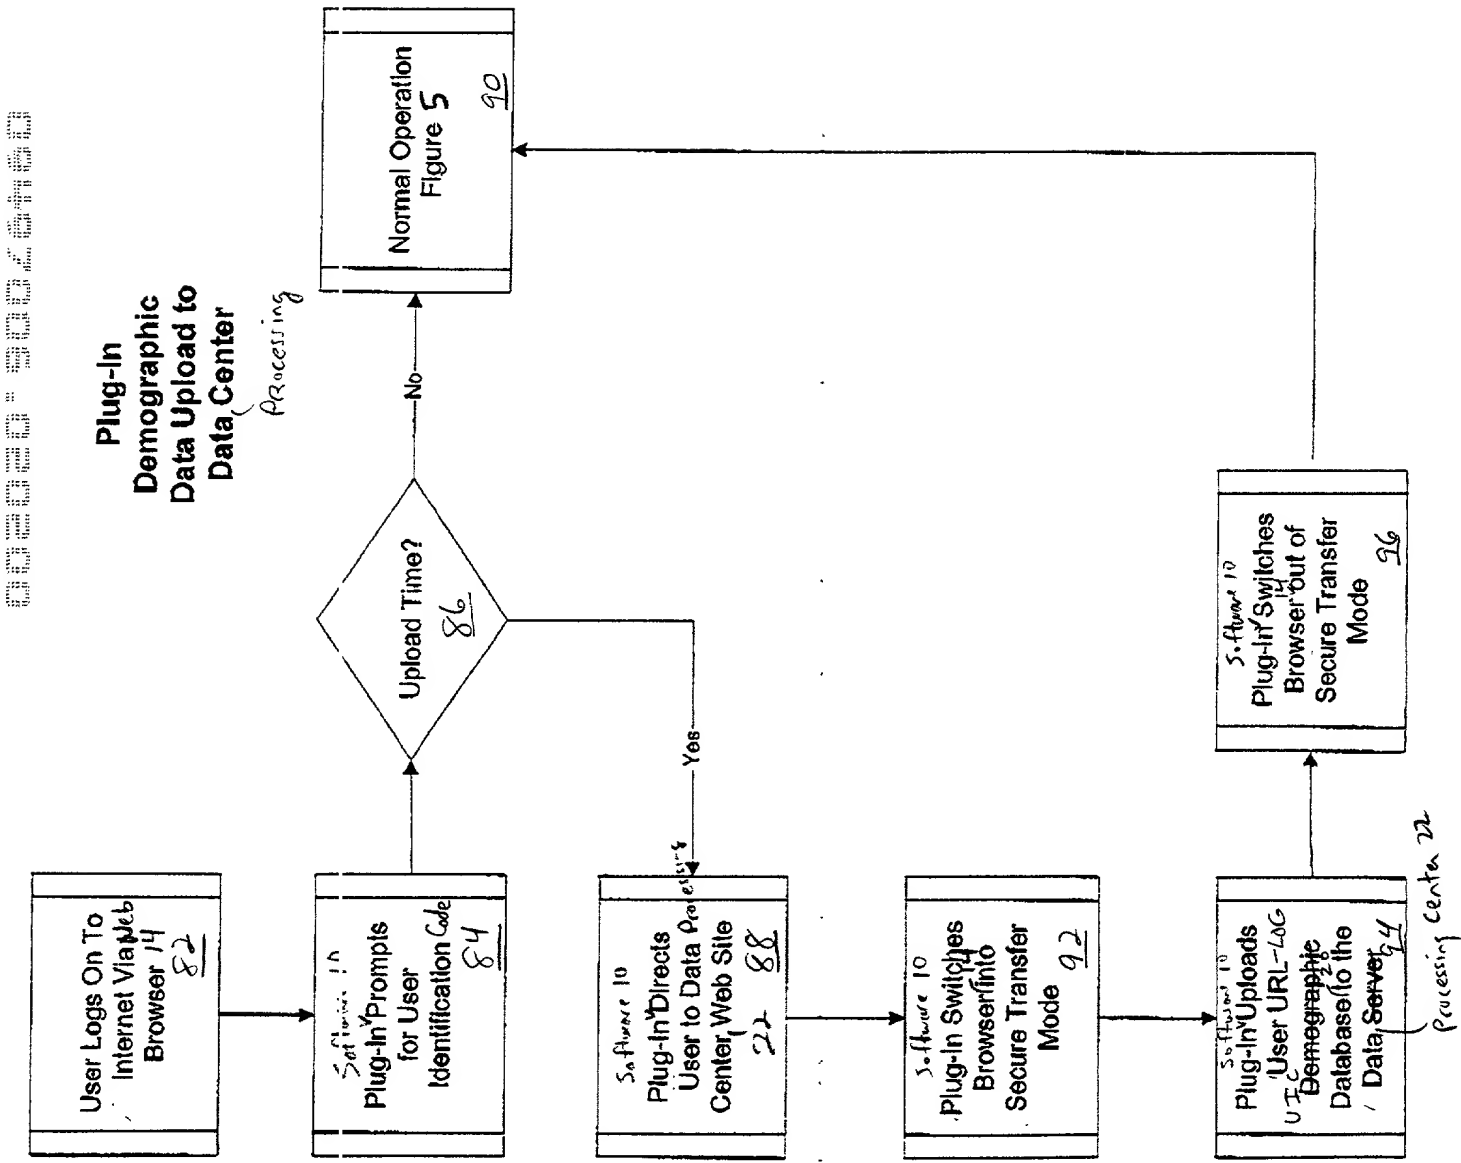 Plug-In
Demographic
Data Upload to
Data Center
Processing
User Logs On To
Internet Via Web
Browser 14
82
Software 10
Plug-In Prompts
for User
Identification Code
84
Upload Time?
86
No
Yes
Normal Operation
Figure 5
90
Software 10
Plug-In Directs
User to Data Processing
Center Web Site
22 88
Software 10
Plug-In Switches
14
Browser into
Secure Transfer
Mode
92
Software 10
Plug-In Uploads
UIC User URL-LOG
Demographic 20
Database to the
Data Server 94
Processing Center 22
Software 10
Plug-In Switches
14
Browser out of
Secure Transfer
Mode
96